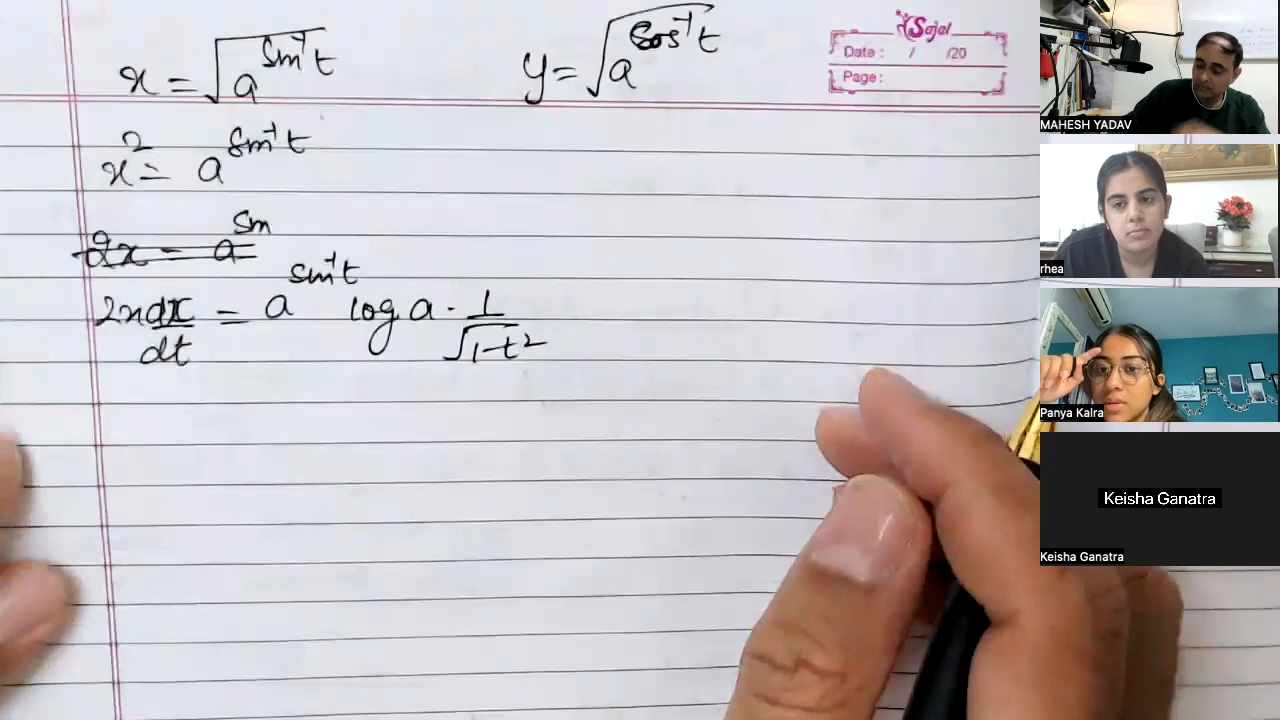 x = √a^sin⁻¹t
y = √a^cos⁻¹t
Sajal
Date : / /20
Page :
x² = a^sin⁻¹t
2x = a^sin
2x dx/dt = a^sin⁻¹t log a · 1/√1-t²
MAHESH YADAV
rhea
Panya Kalra
Keisha Ganatra
Keisha Ganatra